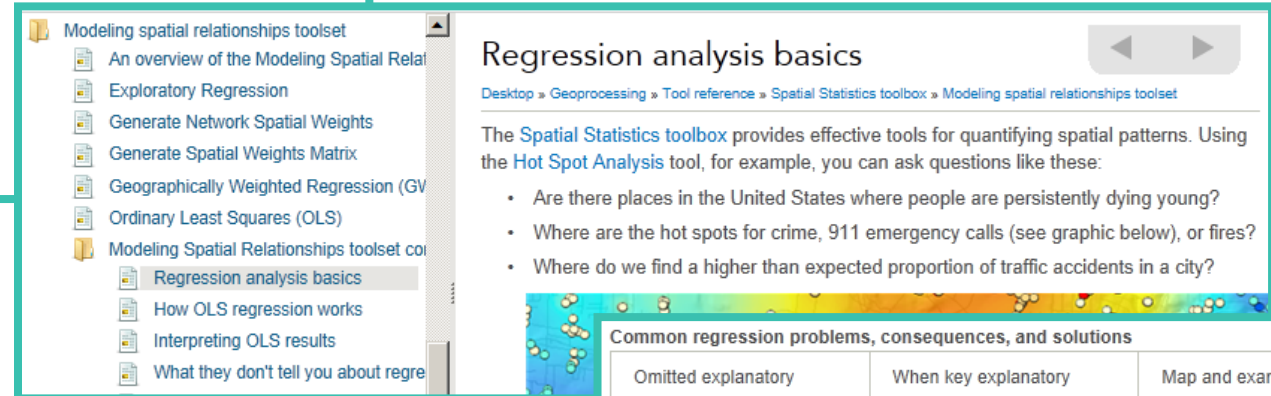 Modeling spatial relationships toolset
An overview of the Modeling Spatial
Exploratory Regression
Generate Network Spatial Weights
Generate Spatial Weights Matrix
Geographically Weighted Regression
Ordinary Least Squares (OLS)
Modeling Spatial Relationships toolset
Regression analysis basics
How OLS regression works
Interpreting OLS results
What they don't tell you about
Regression analysis basics
Desktop » Geoprocessing » Tool reference » Spatial Statistics toolbox » Modeling spatial relationships toolset
The Spatial Statistics toolbox provides effective tools for quantifying spatial patterns. Using
the Hot Spot Analysis tool, for example, you can ask questions like these:
• Are there places in the United States where people are persistently dying young?
• Where are the hot spots for crime, 911 emergency calls (see graphic below), or fires?
• Where do we find a higher than expected proportion of traffic accidents in a city?
Common regression problems, consequences, and solutions
Omitted explanatory
When key explanatory
Map and